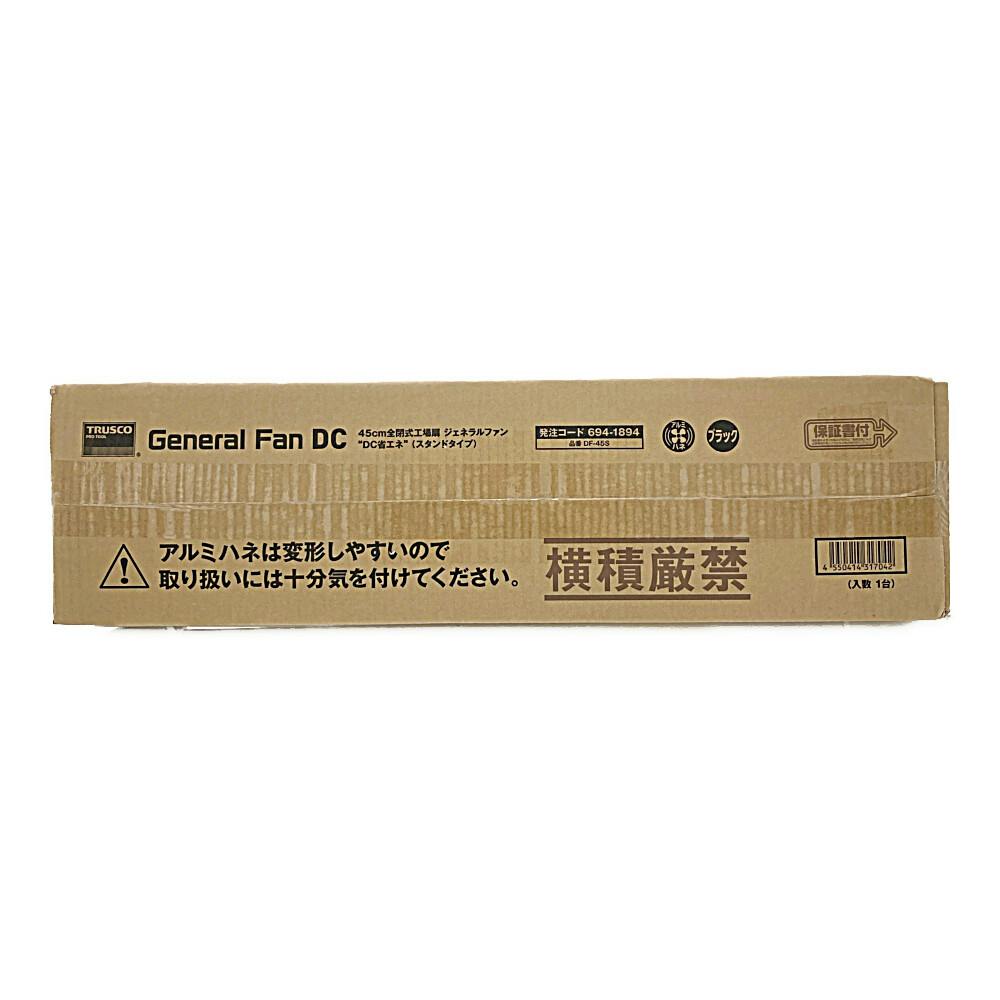 TRUSCO
PRO TOOL
General Fan DC
45cm全閉式工場扇 ジェネラルファン
"DC省エネ"(スタンドタイプ)
発注コード 694-1894
品番 DF-45S
アルミ
ハネ
ブラック
保証書付
アルミハネは変形しやすいので
取り扱いには十分気を付けてください。
横積厳禁
4 550414 317042
(入数 1台)